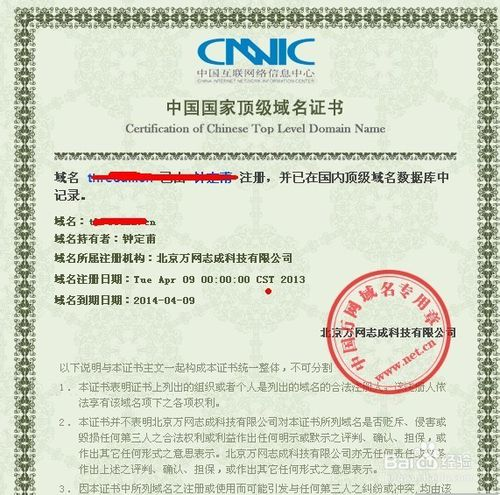 CNNIC
中国互联网络信息中心
CHINA INTERNET NETWORK INFORMATION CENTER
中国国家顶级域名证书
Certification of Chinese Top Level Domain Name
域名 已由 钟定甫 注册，并已在国内顶级域名数据库中
记录。
域名：
域名持有者：钟定甫
域名所属注册机构：北京万网志成科技有限公司
域名注册日期：Tue Apr 09 00:00:00 CST 2013
域名到期日期：2014-04-09
北京万网志成科技有限公司
中国万网域名专用章
www.net.cn
以下说明与本证书主文一起构成本证书统一整体，不可分割
1．本证书表明证书上列出的组织或者个人是列出的域名的合法注册人。该注册人依
法享有该域名项下之各项权利。
2．本证书并不表明北京万网志成科技有限公司对本证书所列域名是否贬斥、侵害或
毁损任何第三人之合法权利或利益作出任何明示或默示之评判、确认、担保，或
作出其它任何形式之意思表示。北京万网志成科技有限公司亦无任何责任或义务
作出上述之评判、确认、担保，或作出其它任何形式之意思表示。
3．因本证书中所列域名之注册或使用而可能引发与任何第三人之纠纷或冲突，均由该
Baidu经验